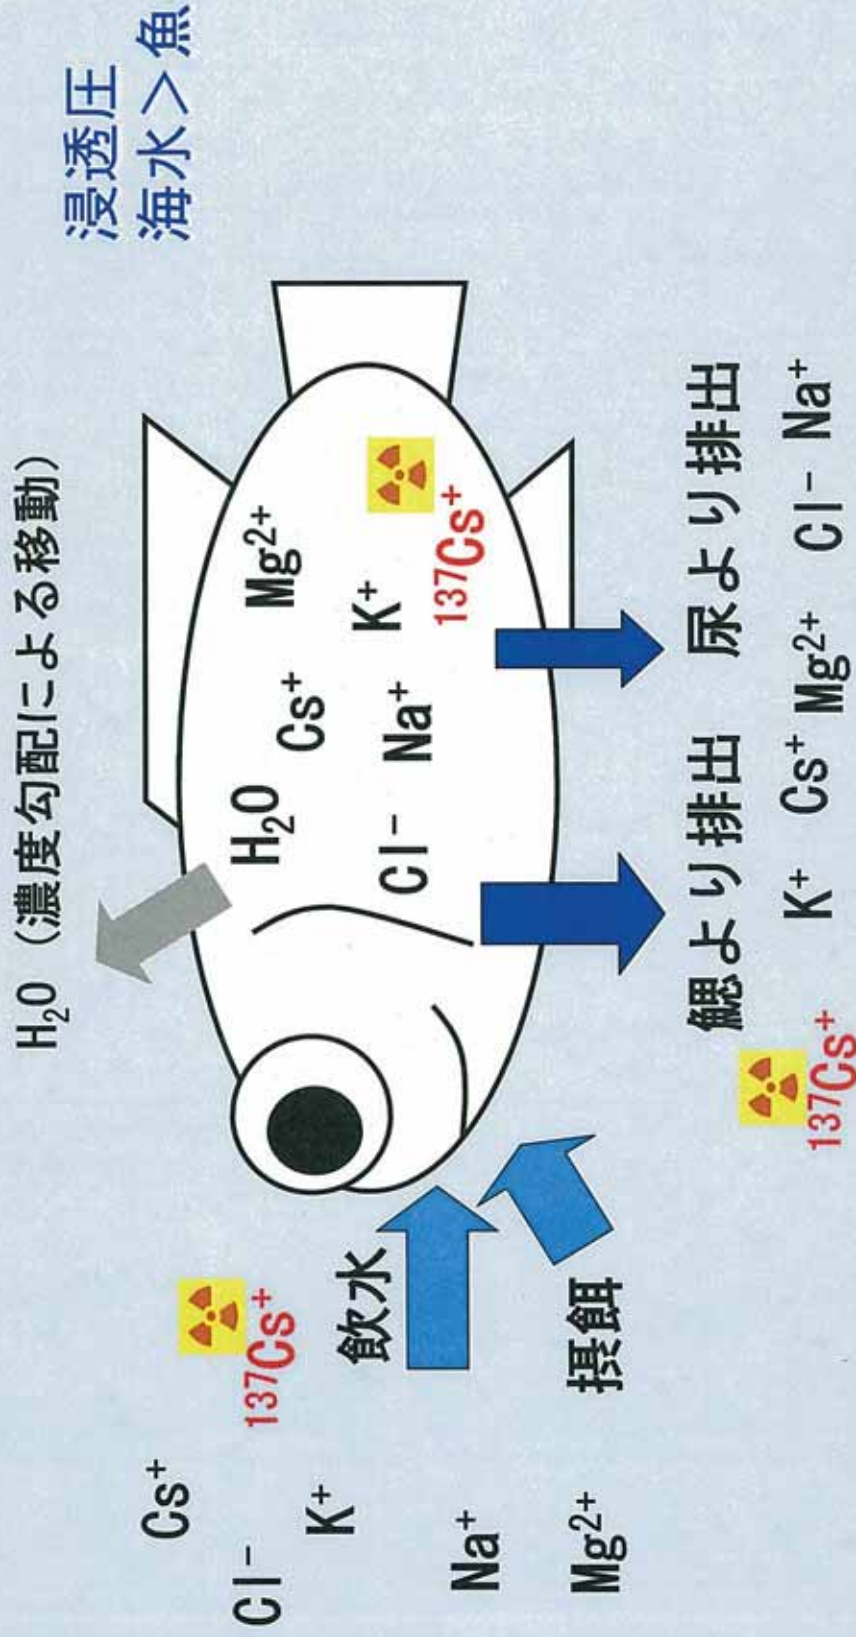 H₂O（濃度勾配による移動）
浸透圧
海水＞魚
Cs⁺
Cl⁻
K⁺
Na⁺
Mg²⁺
¹³⁷Cs⁺
飲水
摂餌
H₂O
Cs⁺
Mg²⁺
Cl⁻
Na⁺
K⁺
¹³⁷Cs⁺
鰓より排出
尿より排出
¹³⁷Cs⁺
K⁺
Cs⁺
Mg²⁺
Cl⁻
Na⁺